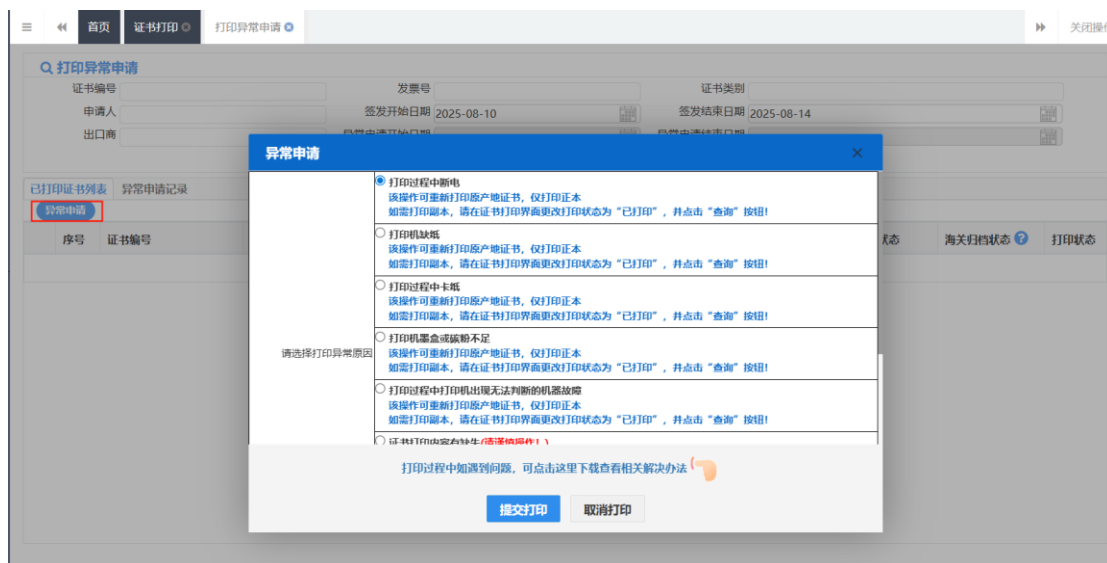 首页 证书打印 打印异常申请 关闭操作
打印异常申请
证书编号 发票号 证书类别
申请人 签发开始日期 2025-08-10 签发结束日期 2025-08-14
出口商 异常申请开始日期 异常申请结束日期
异常申请
已打印证书列表 异常申请记录
异常申请
序号 证书编号 状态 海关归档状态 打印状态
请选择打印异常原因
打印过程中断电
该操作可重新打印原产地证书，仅打印正本
如需打印副本，请在证书打印界面更改打印状态为“已打印”，并点击“查询”按钮！
打印机缺纸
该操作可重新打印原产地证书，仅打印正本
如需打印副本，请在证书打印界面更改打印状态为“已打印”，并点击“查询”按钮！
打印过程中卡纸
该操作可重新打印原产地证书，仅打印正本
如需打印副本，请在证书打印界面更改打印状态为“已打印”，并点击“查询”按钮！
打印机墨盒或碳粉不足
该操作可重新打印原产地证书，仅打印正本
如需打印副本，请在证书打印界面更改打印状态为“已打印”，并点击“查询”按钮！
打印过程中打印机出现无法判断的机器故障
该操作可重新打印原产地证书，仅打印正本
如需打印副本，请在证书打印界面更改打印状态为“已打印”，并点击“查询”按钮！
证书打印内容有缺失(请谨慎操作！)
打印过程中如遇到问题，可点击这里下载查看相关解决办法
提交打印 取消打印